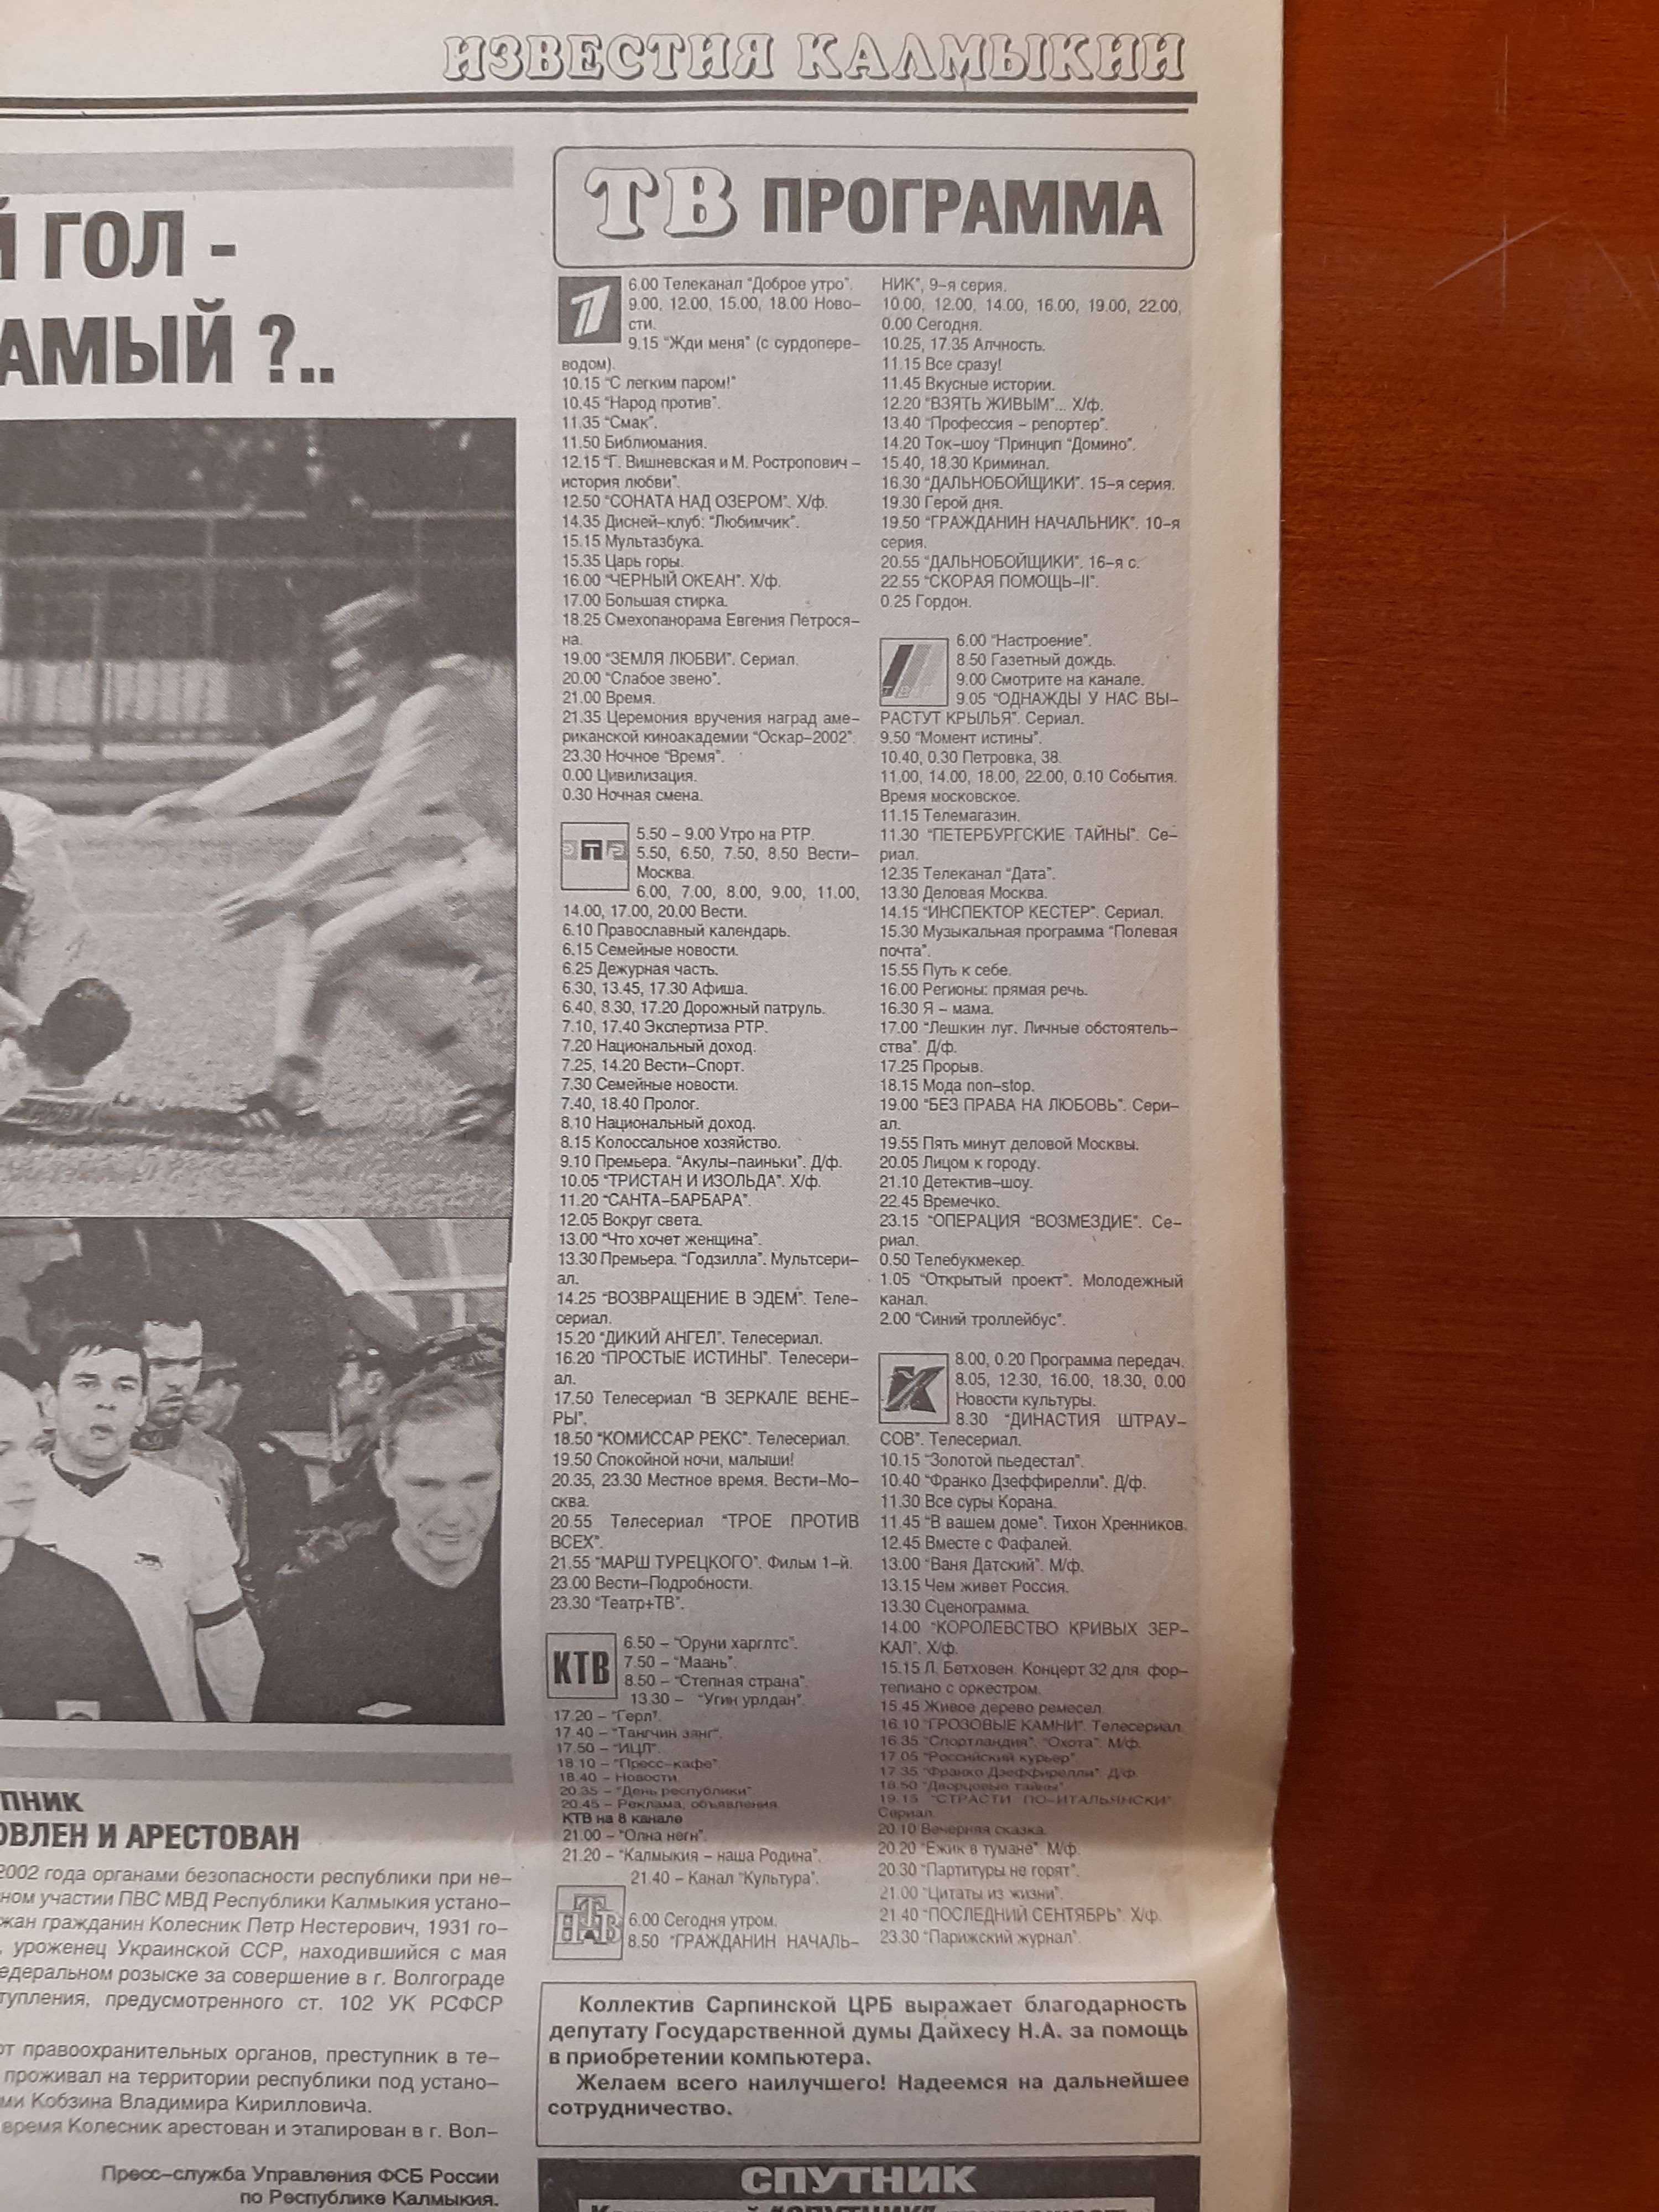 ИЗВЕСТИЯ КАЛМЫКИИ
Й ГОЛ -
АМЫЙ ?..
ТВ ПРОГРАММА
6.00 Телеканал "Доброе утро".
9.00, 12.00, 15.00, 18.00 Ново-
сти.
9.15 "Жди меня" (с сурдопере-
водом).
10.15 "С легким паром!"
10.45 "Народ против".
11.35 "Смак".
11.50 Библиомания.
12.15 "Г. Вишневская и М. Ростропович –
история любви".
12.50 "СОНАТА НАД ОЗЕРОМ". Х/ф.
14.35 Дисней-клуб: "Любимчик".
15.15 Мультазбука.
15.35 Царь горы.
16.00 "ЧЕРНЫЙ ОКЕАН". Х/ф.
17.00 Большая стирка.
18.25 Смехопанорама Евгения Петрося-
на.
19.00 "ЗЕМЛЯ ЛЮБВИ". Сериал.
20.00 "Слабое звено".
21.00 Время.
21.35 Церемония вручения наград аме-
риканской киноакадемии "Оскар-2002".
23.30 Ночное "Время".
0.00 Цивилизация.
0.30 Ночная смена.
РТР
5.50 – 9.00 Утро на РТР.
5.50, 6.50, 7.50, 8.50 Вести-
Москва.
6.00, 7.00, 8.00, 9.00, 11.00,
14.00, 17.00, 20.00 Вести.
6.10 Православный календарь.
6.15 Семейные новости.
6.25 Дежурная часть.
6.30, 13.45, 17.30 Афиша.
6.40, 8.30, 17.20 Дорожный патруль.
7.10, 17.40 Экспертиза РТР.
7.20 Национальный доход.
7.25, 14.20 Вести-Спорт.
7.30 Семейные новости.
7.40, 18.40 Пролог.
8.10 Национальный доход.
8.15 Колоссальное хозяйство.
9.10 Премьера. "Акулы-паиньки". Д/ф.
10.05 "ТРИСТАН И ИЗОЛЬДА". Х/ф.
11.20 "САНТА-БАРБАРА".
12.05 Вокруг света.
13.00 "Что хочет женщина".
13.30 Премьера. "Годзилла". Мультсери-
ал.
14.25 "ВОЗВРАЩЕНИЕ В ЭДЕМ". Теле-
сериал.
15.20 "ДИКИЙ АНГЕЛ". Телесериал.
16.20 "ПРОСТЫЕ ИСТИНЫ". Телесери-
ал.
17.50 Телесериал "В ЗЕРКАЛЕ ВЕНЕ-
РЫ".
18.50 "КОМИССАР РЕКС". Телесериал.
19.50 Спокойной ночи, малыши!
20.35, 23.30 Местное время. Вести-Мо-
сква.
20.55 Телесериал "ТРОЕ ПРОТИВ
ВСЕХ".
21.55 "МАРШ ТУРЕЦКОГО". Фильм 1-й.
23.00 Вести-Подробности.
23.30 "Театр+ТВ".
КТВ
6.50 – "Оруни харглтс".
7.50 – "Маань".
8.50 – "Степная страна".
13.30 – "Угин урлдан".
17.20 – "Герл".
17.40 – "Тангчин зянг".
17.50 – "ИЦЛ".
18.10 – "Пресс-кафе".
18.40 – Новости.
20.35 – "День республики"
20.45 – Реклама, объявления.
КТВ на 8 канале
21.00 – "Олна негн".
21.20 – "Калмыкия – наша Родина".
21.40 – Канал "Культура".
НТВ
6.00 Сегодня утром.
8.50 "ГРАЖДАНИН НАЧАЛЬ-
НИК", 9-я серия.
10.00, 12.00, 14.00, 16.00, 19.00, 22.00,
0.00 Сегодня.
10.25, 17.35 Алчность.
11.15 Все сразу!
11.45 Вкусные истории.
12.20 "ВЗЯТЬ ЖИВЫМ"... Х/ф.
13.40 "Профессия – репортер".
14.20 Ток-шоу "Принцип "Домино".
15.40, 18.30 Криминал.
16.30 "ДАЛЬНОБОЙЩИКИ". 15-я серия.
19.30 Герой дня.
19.50 "ГРАЖДАНИН НАЧАЛЬНИК". 10-я
серия.
20.55 "ДАЛЬНОБОЙЩИКИ". 16-я с.
22.55 "СКОРАЯ ПОМОЩЬ-II".
0.25 Гордон.
6.00 "Настроение".
8.50 Газетный дождь.
9.00 Смотрите на канале.
9.05 "ОДНАЖДЫ У НАС ВЫ-
РАСТУТ КРЫЛЬЯ". Сериал.
9.50 "Момент истины".
10.40, 0.30 Петровка, 38.
11.00, 14.00, 18.00, 22.00, 0.10 События.
Время московское.
11.15 Телемагазин.
11.30 "ПЕТЕРБУРГСКИЕ ТАЙНЫ". Се-
риал.
12.35 Телеканал "Дата".
13.30 Деловая Москва.
14.15 "ИНСПЕКТОР КЕСТЕР". Сериал.
15.30 Музыкальная программа "Полевая
почта".
15.55 Путь к себе.
16.00 Регионы: прямая речь.
16.30 Я – мама.
17.00 "Лешкин луг. Личные обстоятель-
ства". Д/ф.
17.25 Прорыв.
18.15 Мода non-stop.
19.00 "БЕЗ ПРАВА НА ЛЮБОВЬ". Сери-
ал.
19.55 Пять минут деловой Москвы.
20.05 Лицом к городу.
21.10 Детектив-шоу.
22.45 Времечко.
23.15 "ОПЕРАЦИЯ "ВОЗМЕЗДИЕ". Се-
риал.
0.50 Телебукмекер.
1.05 "Открытый проект". Молодежный
канал.
2.00 "Синий троллейбус".
8.00, 0.20 Программа передач.
8.05, 12.30, 16.00, 18.30, 0.00
Новости культуры.
8.30 "ДИНАСТИЯ ШТРАУ-
СОВ". Телесериал.
10.15 "Золотой пьедестал".
10.40 "Франко Дзеффирелли". Д/ф.
11.30 Все суры Корана.
11.45 "В вашем доме". Тихон Хренников.
12.45 Вместе с Фафалей.
13.00 "Ваня Датский". М/ф.
13.15 Чем живет Россия.
13.30 Сценограмма.
14.00 "КОРОЛЕВСТВО КРИВЫХ ЗЕР-
КАЛ". Х/ф.
15.15 Л. Бетховен. Концерт 32 для фор-
тепиано с оркестром.
15.45 Живое дерево ремесел.
16.10 "ГРОЗОВЫЕ КАМНИ". Телесериал.
16.35 "Спортландия". "Охота". М/ф.
17.05 "Российский курьер"
17.35 "Франко Дзеффирелли". Д/ф.
18.50 "Дворцовые тайны"
19.15 "СТРАСТИ ПО-ИТАЛЬЯНСКИ".
Сериал.
20.10 Вечерняя сказка.
20.20 "Ежик в тумане". М/ф.
20.30 "Партитуры не горят".
21.00 "Цитаты из жизни".
21.40 "ПОСЛЕДНИЙ СЕНТЯБРЬ". Х/ф.
23.30 "Парижский журнал".
ПНИК
ОВЛЕН И АРЕСТОВАН
2002 года органами безопасности республики при не-
ном участии ПВС МВД Республики Калмыкия устано-
жан гражданин Колесник Петр Нестерович, 1931 го-
, уроженец Украинской ССР, находившийся с мая
едеральном розыске за совершение в г. Волгограде
тупления, предусмотренного ст. 102 УК РСФСР
от правоохранительных органов, преступник в те-
проживал на территории республики под устано-
ми Кобзина Владимира Кирилловича.
время Колесник арестован и этапирован в г. Вол-
Пресс-служба Управления ФСБ России
по Республике Калмыкия.
Коллектив Сарпинской ЦРБ выражает благодарность
депутату Государственной думы Дайхесу Н.А. за помощь
в приобретении компьютера.
Желаем всего наилучшего! Надеемся на дальнейшее
сотрудничество.
СПУТНИК